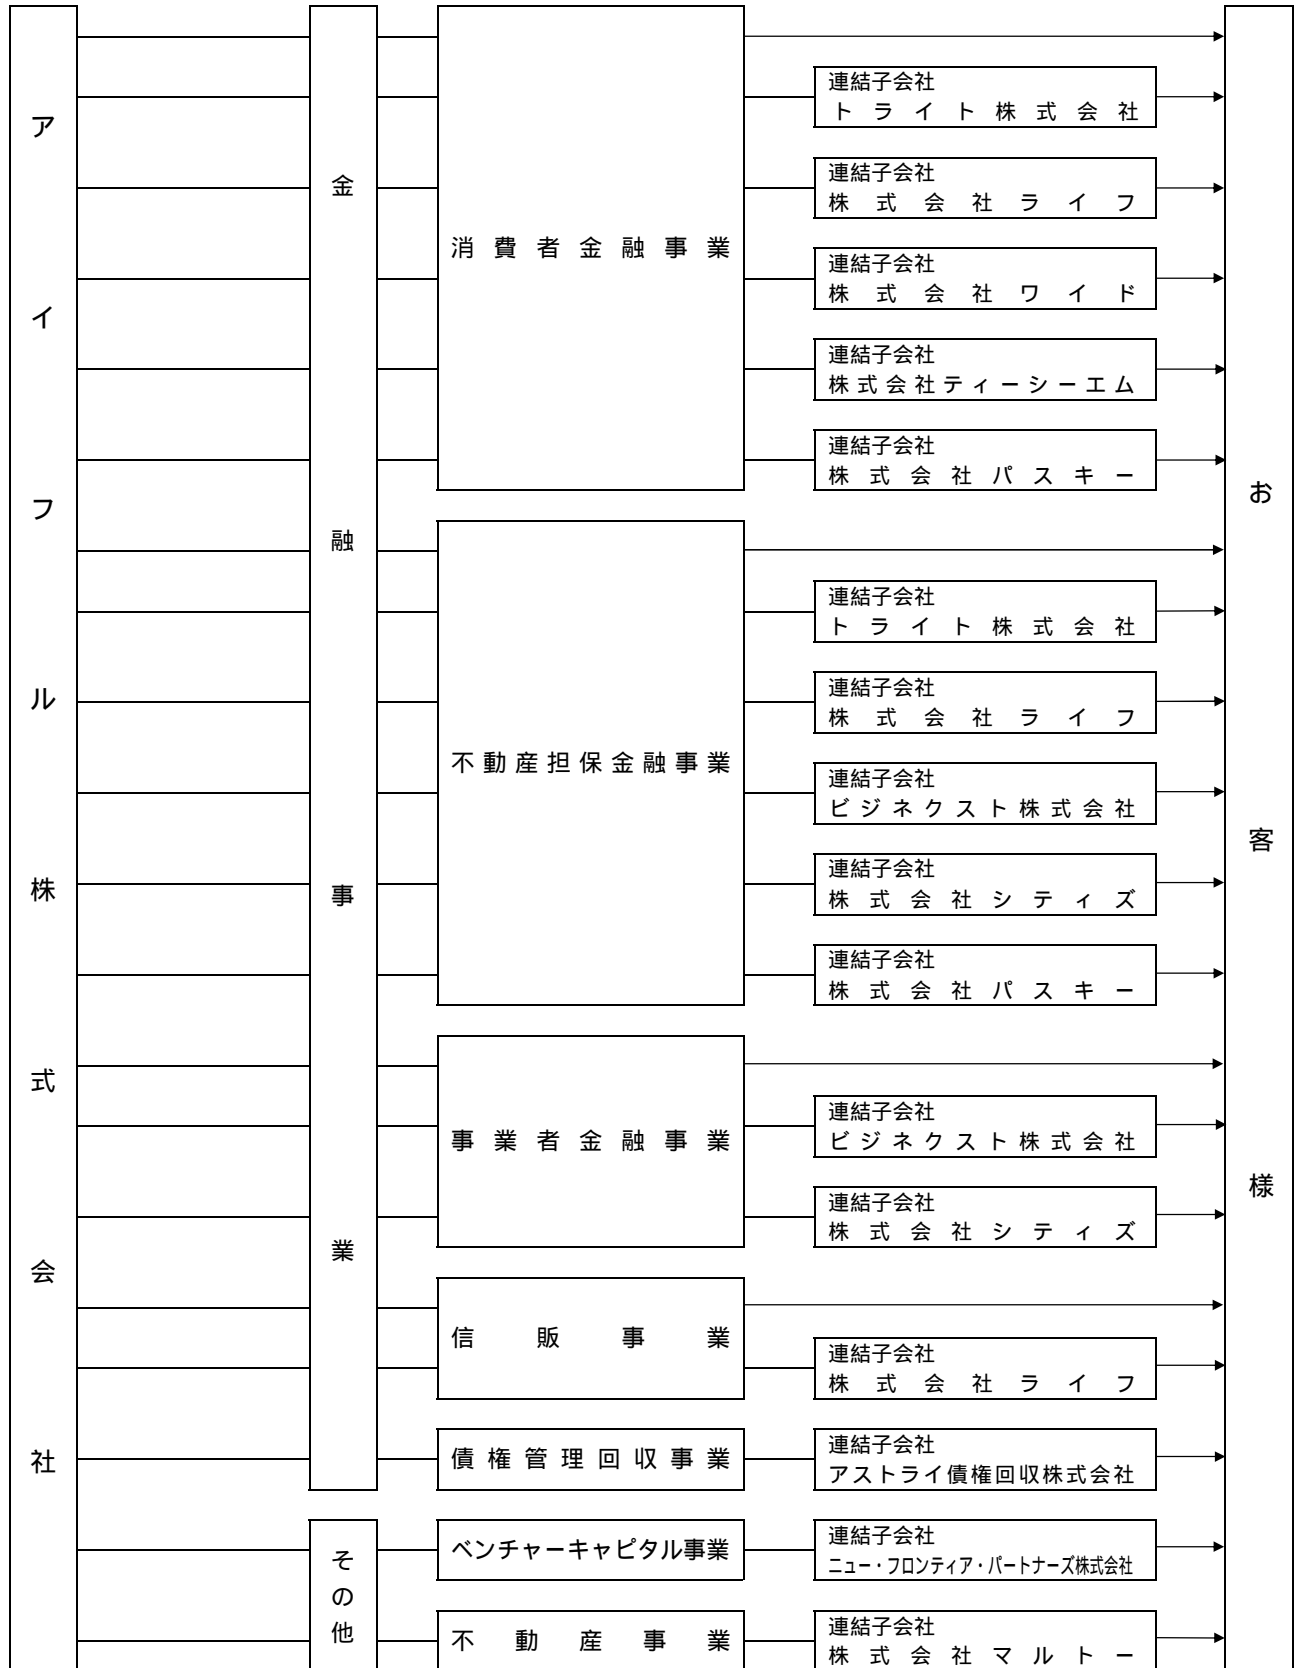 アイフル株式会社
金融事業
消費者金融事業
連結子会社
トライト株式会社
連結子会社
株式会社ライフ
連結子会社
株式会社ワイド
連結子会社
株式会社ティーシーエム
連結子会社
株式会社パスキー
不動産担保金融事業
連結子会社
トライト株式会社
連結子会社
株式会社ライフ
連結子会社
ビジネクスト株式会社
連結子会社
株式会社シティズ
連結子会社
株式会社パスキー
事業者金融事業
連結子会社
ビジネクスト株式会社
連結子会社
株式会社シティズ
信販事業
連結子会社
株式会社ライフ
債権管理回収事業
連結子会社
アストライ債権回収株式会社
その他
ベンチャーキャピタル事業
連結子会社
ニュー・フロンティア・パートナーズ株式会社
不動産事業
連結子会社
株式会社マルトー
お客様